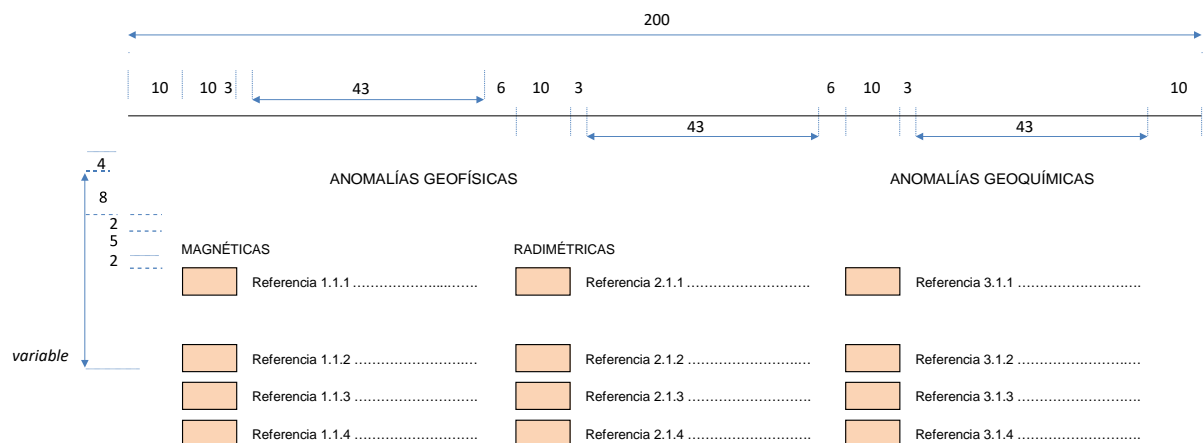 200
10 10 3 43 6 10 3 6 10 3 10
43 43
4
ANOMALÍAS GEOFÍSICAS ANOMALÍAS GEOQUÍMICAS
8
2
5
MAGNÉTICAS RADIMÉTRICAS
2
Referencia 1.1.1 ............................ Referencia 2.1.1 ............................ Referencia 3.1.1 ............................
variable
Referencia 1.1.2 ............................ Referencia 2.1.2 ............................ Referencia 3.1.2 ............................
Referencia 1.1.3 ............................ Referencia 2.1.3 ............................ Referencia 3.1.3 ............................
Referencia 1.1.4 ............................ Referencia 2.1.4 ............................ Referencia 3.1.4 ............................